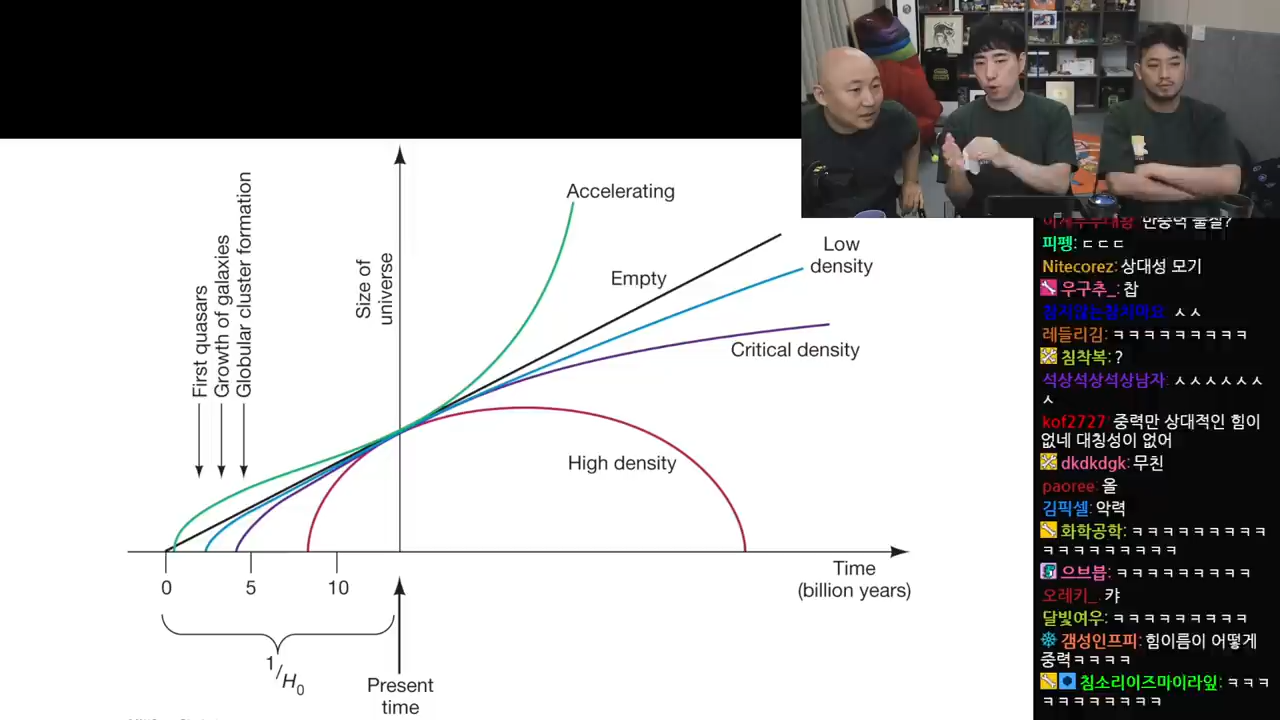 Accelerating
Low
density
Empty
Critical density
High density
Size of
universe
First quasars
Growth of galaxies
Globular cluster formation
0
5
10
Time
(billion years)
1/H0
Present
time
만중력 물질?
피펭: ㄷㄷㄷ
Nitecorez: 상대성 모기
우구추_: 찹
참지않는참치마요: ㅅㅅ
레들리김: ㅋㅋㅋㅋㅋㅋㅋㅋㅋ
침착복: ?
석상석상석상남자: ㅅㅅㅅㅅㅅㅅ
ㅅ
kof2727: 중력만 상대적인 힘이
없네 대칭성이 없어
dkdkdgk: 무친
paoree: 올
김픽셀: 악력
화학공학: ㅋㅋㅋㅋㅋㅋㅋㅋㅋ
ㅋㅋㅋㅋㅋㅋㅋㅋㅋ
으브븝: ㅋㅋㅋㅋㅋㅋㅋㅋㅋ
오레키_: 캬
달빛여우: ㅋㅋㅋㅋㅋㅋㅋㅋㅋ
갬성인프피: 힘이름이 어떻게
중력ㅋㅋㅋㅋ
침소리이즈마이라잎: ㅋㅋㅋ
ㅋㅋㅋㅋㅋㅋㅋㅋ